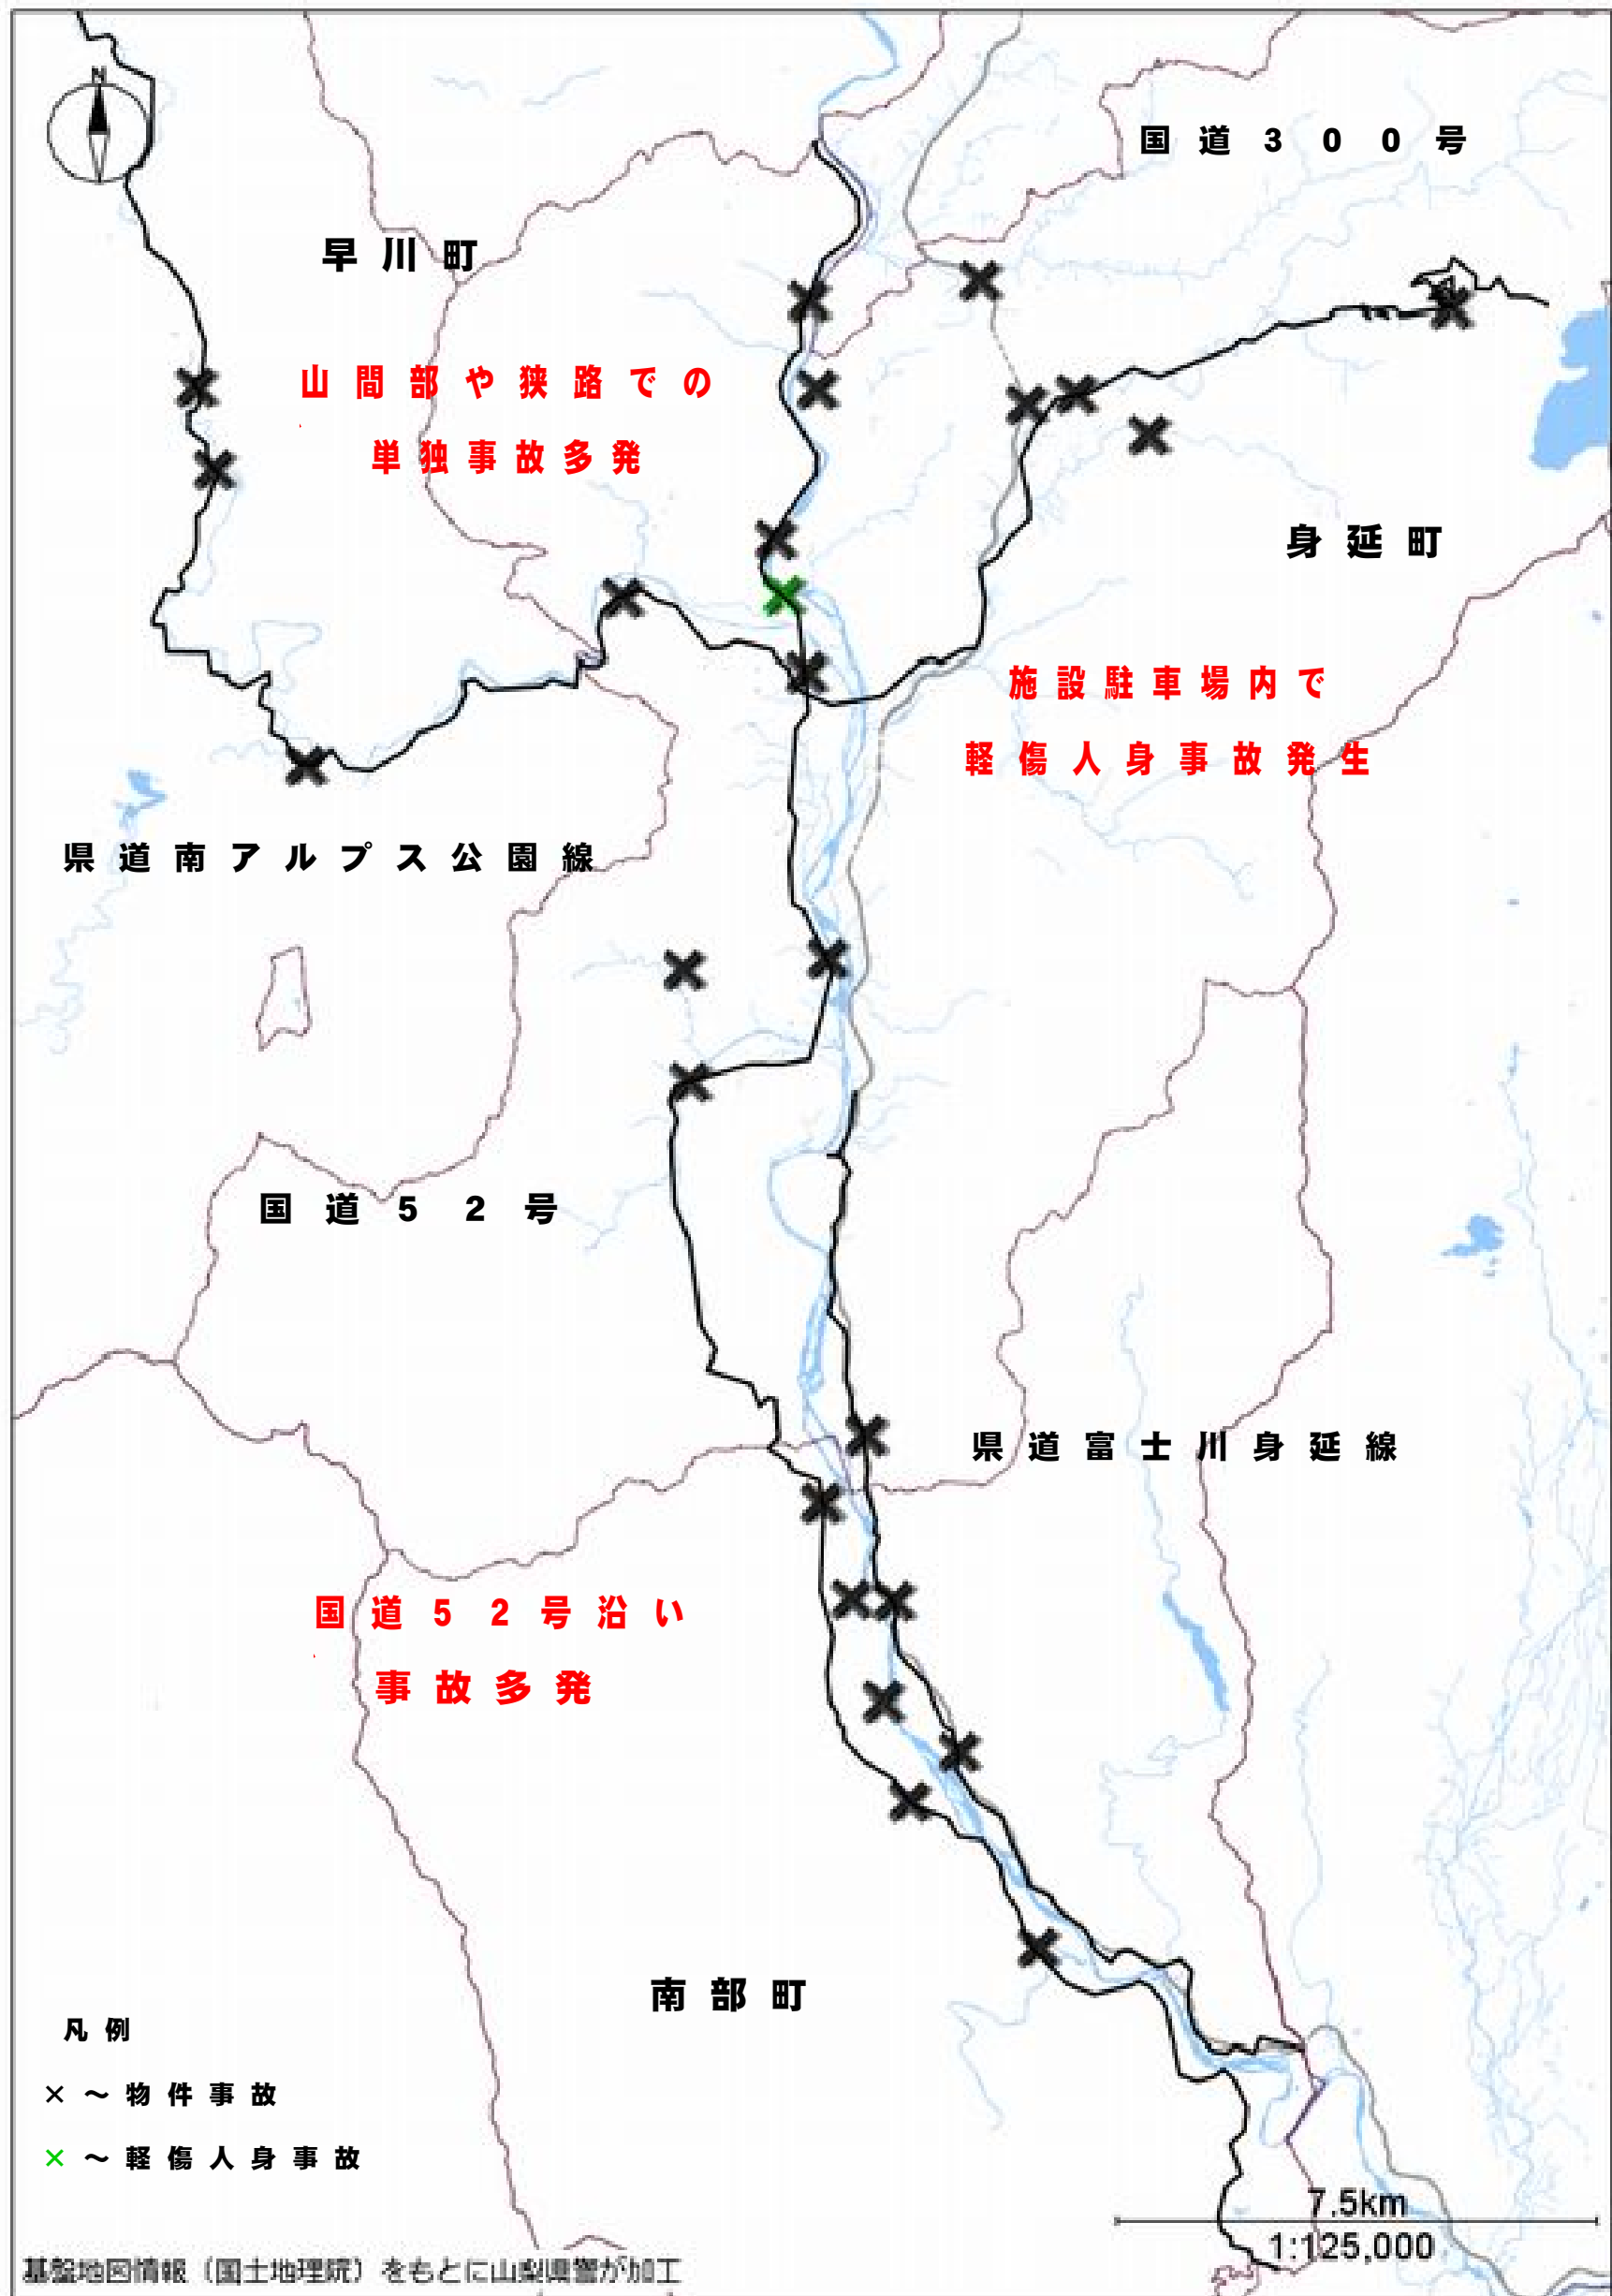 N
国道300号
早川町
山間部や狭路での
単独事故多発
身延町
施設駐車場内で
軽傷人身事故発生
県道南アルプス公園線
国道52号
県道富士川身延線
国道52号沿い
事故多発
南部町
凡例
×～物件事故
×～軽傷人身事故
7.5km
1:125,000
基盤地図情報（国土地理院）をもとに山梨県警が加工